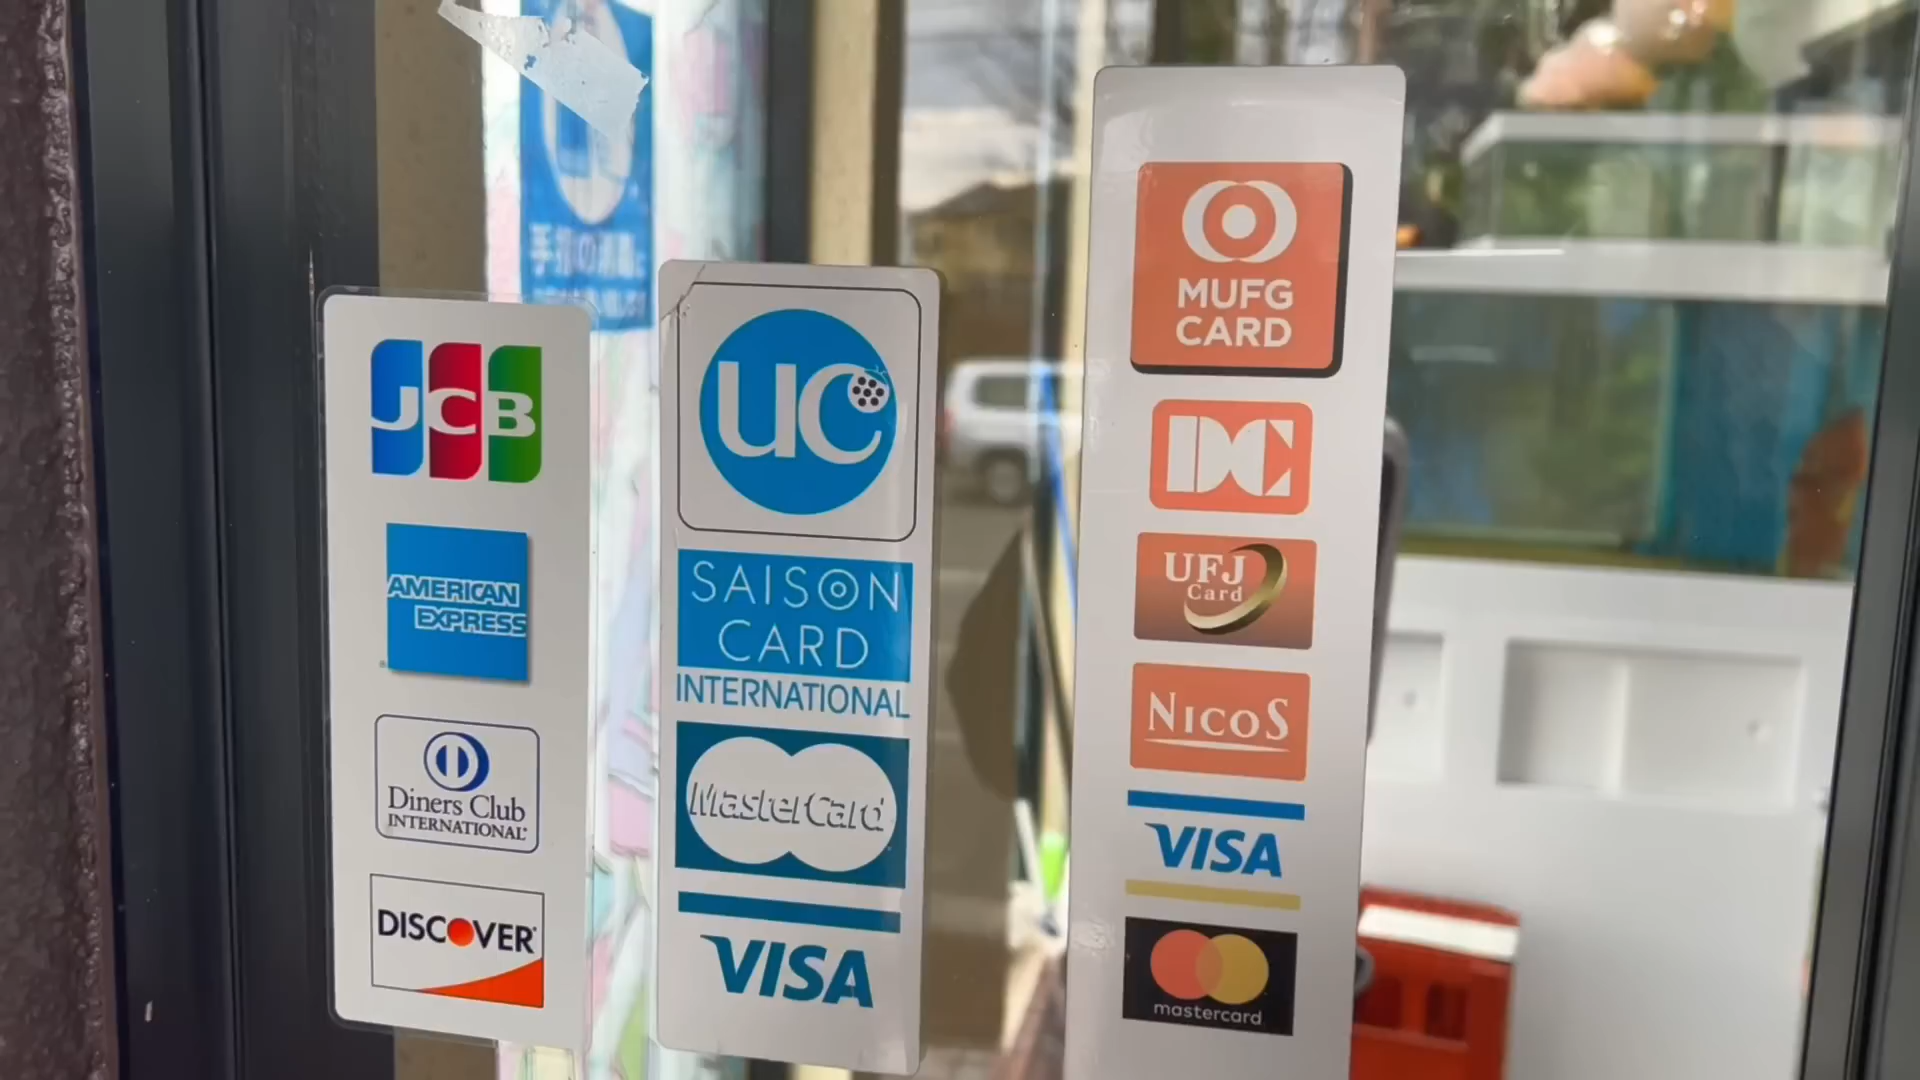 JCB
AMERICAN
EXPRESS
Diners Club
INTERNATIONAL
DISCOVER
UC
SAISON
CARD
INTERNATIONAL
MasterCard
VISA
MUFG
CARD
DC
UFJ
Card
NICOS
VISA
mastercard